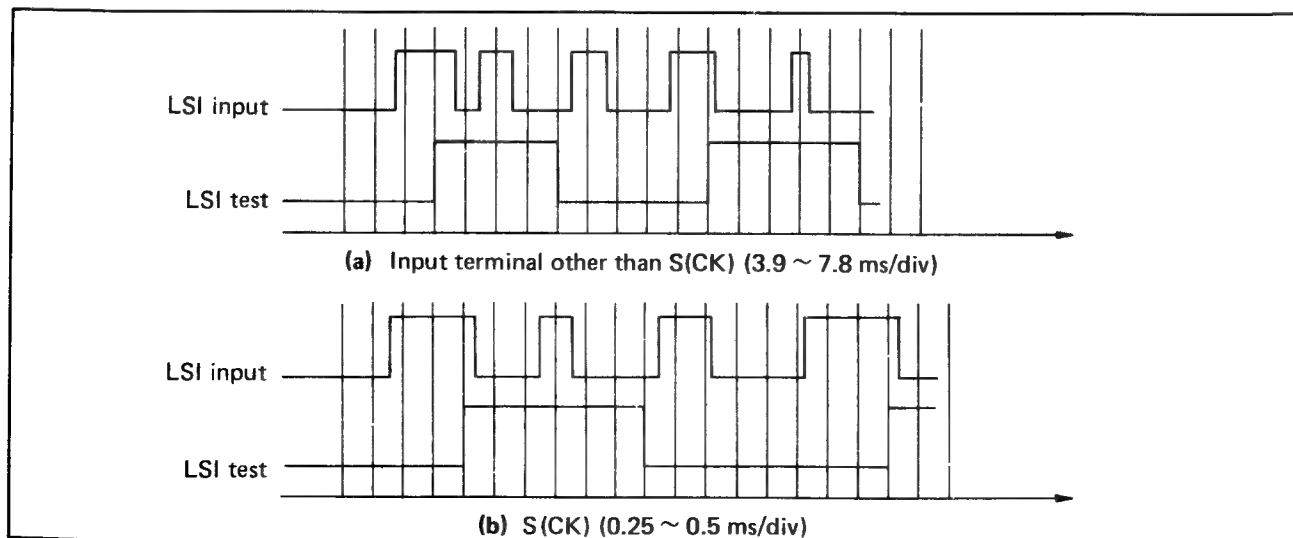 LSI input
LSI test
(a) Input terminal other than S(CK) (3.9 ~ 7.8 ms/div)
LSI input
LSI test
(b) S(CK) (0.25 ~ 0.5 ms/div)